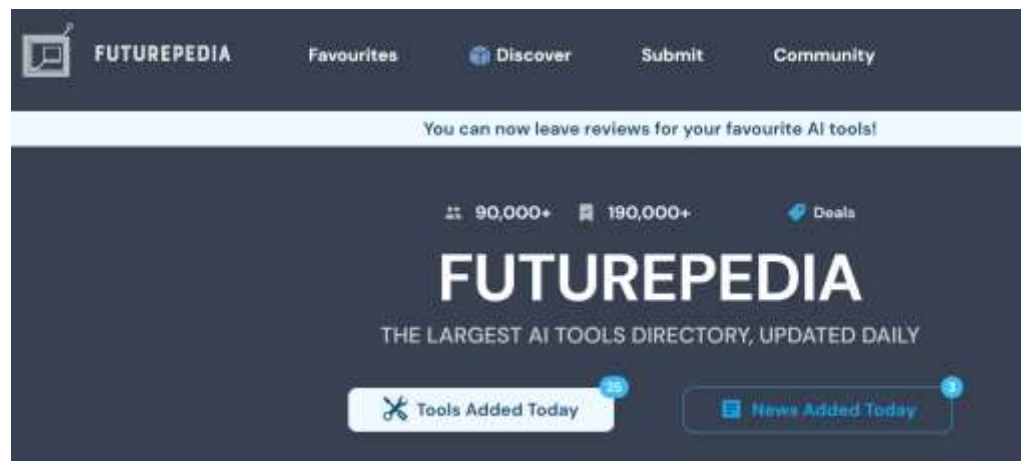 FUTUREPEDIA Favourites Discover Submit Community
You can now leave reviews for your favourite AI tools!
90,000+ 190,000+ Deals
FUTUREPEDIA
THE LARGEST AI TOOLS DIRECTORY, UPDATED DAILY
Tools Added Today 25 News Added Today 3